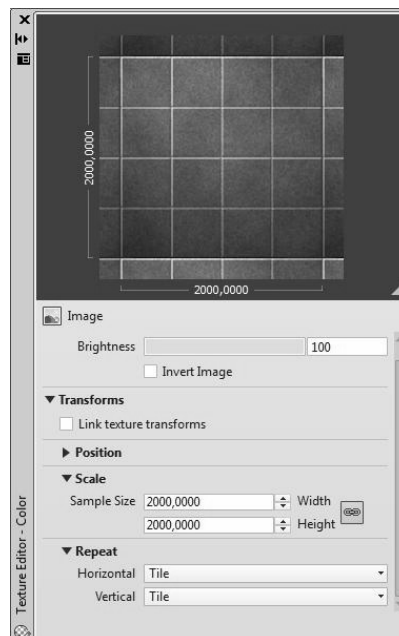 2000,0000
2000,0000
Image
Brightness 100
Invert Image
Transforms
Link texture transforms
Position
Scale
Sample Size 2000,0000 Width
2000,0000 Height
Repeat
Horizontal Tile
Vertical Tile
Texture Editor - Color